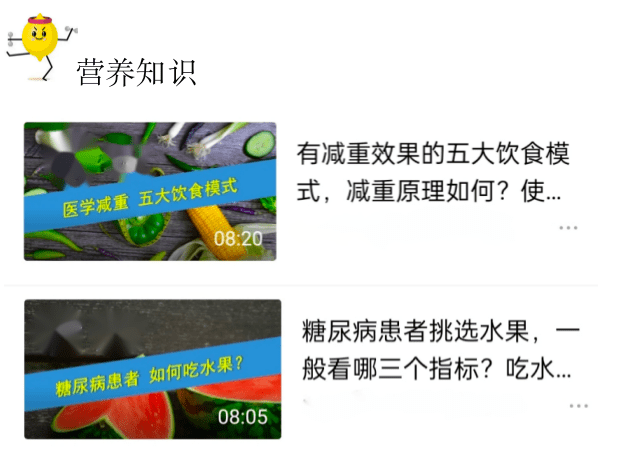 营养知识
医学减重 五大饮食模式
08:20
有减重效果的五大饮食模
式，减重原理如何？使...
糖尿病患者 如何吃水果？
08:05
糖尿病患者挑选水果，一
般看哪三个指标？吃水...